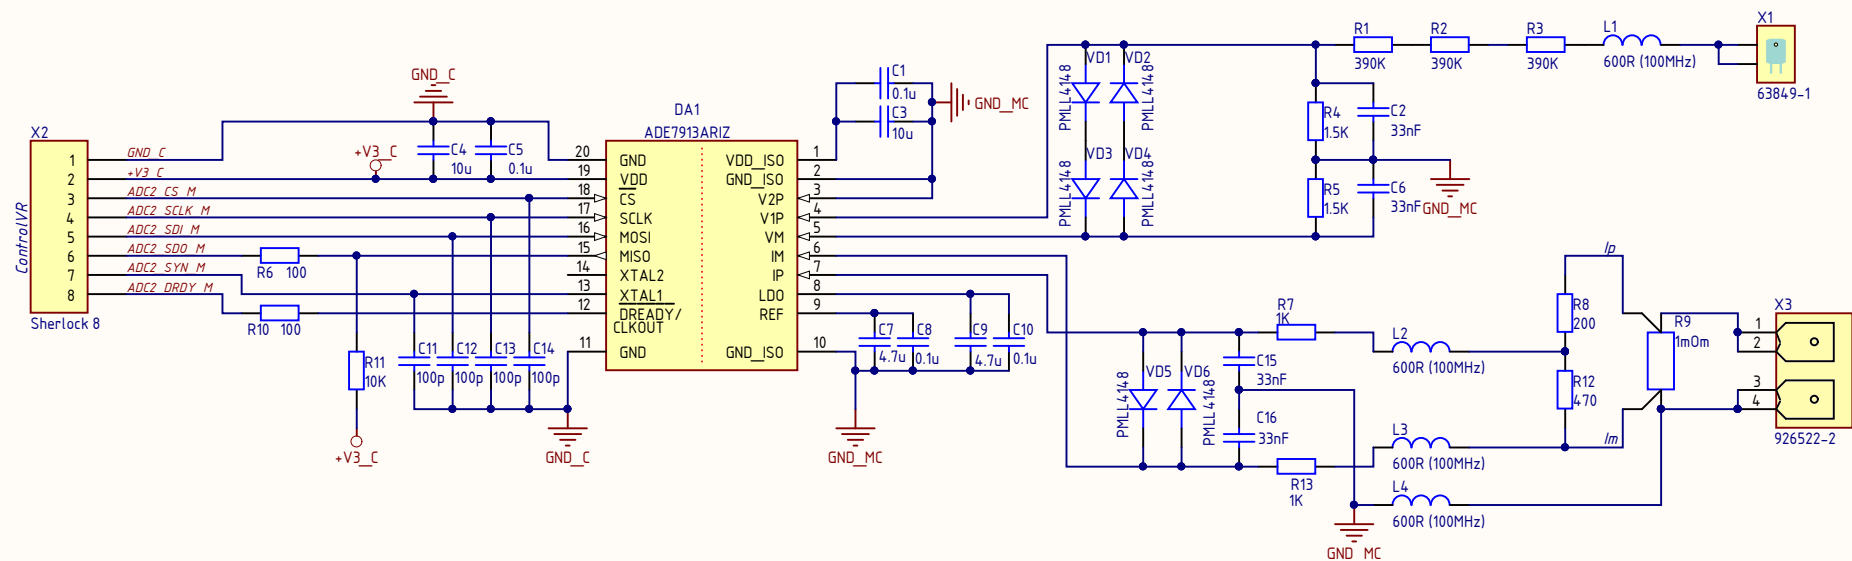 X2
ControlVR
1
2
3
4
5
6
7
8
Sherlock 8
GND_C
+V3_C
ADC2_CS_M
ADC2_SCLK_M
ADC2_SDI_M
ADC2_SDO_M
ADC2_SYN_M
ADC2_DRDY_M
R6 100
R10 100
+V3_C
GND_C
C4
10u
C5
0.1u
R11
10K
+V3_C
C11
100p
C12
100p
C13
100p
C14
100p
GND_C
DA1
ADE7913ARIZ
20 GND
19 VDD
18 CS
17 SCLK
16 MOSI
15 MISO
14 XTAL2
13 XTAL1
12 DREADY/
CLKOUT
11 GND
VDD_ISO 1
GND_ISO 2
V2P 3
V1P 4
VM 5
IM 6
IP 7
LDO 8
REF 9
GND_ISO 10
C1
0.1u
C3
10u
GND_MC
C7
4.7u
C8
0.1u
C9
4.7u
C10
0.1u
GND_MC
VD1
PMLL4148
VD2
PMLL4148
VD3
PMLL4148
VD4
PMLL4148
R1
390K
R2
390K
R3
390K
L1
600R (100MHz)
X1
63849-1
R4
1.5K
C2
33nF
R5
1.5K
C6
33nF
GND_MC
VD5
PMLL4148
VD6
PMLL4148
C15
33nF
C16
33nF
R7
1K
R13
1K
L2
600R (100MHz)
L3
600R (100MHz)
L4
600R (100MHz)
GND_MC
Ip
Im
R8
200
R12
470
R9
1mOm
X3
1
2
3
4
926522-2